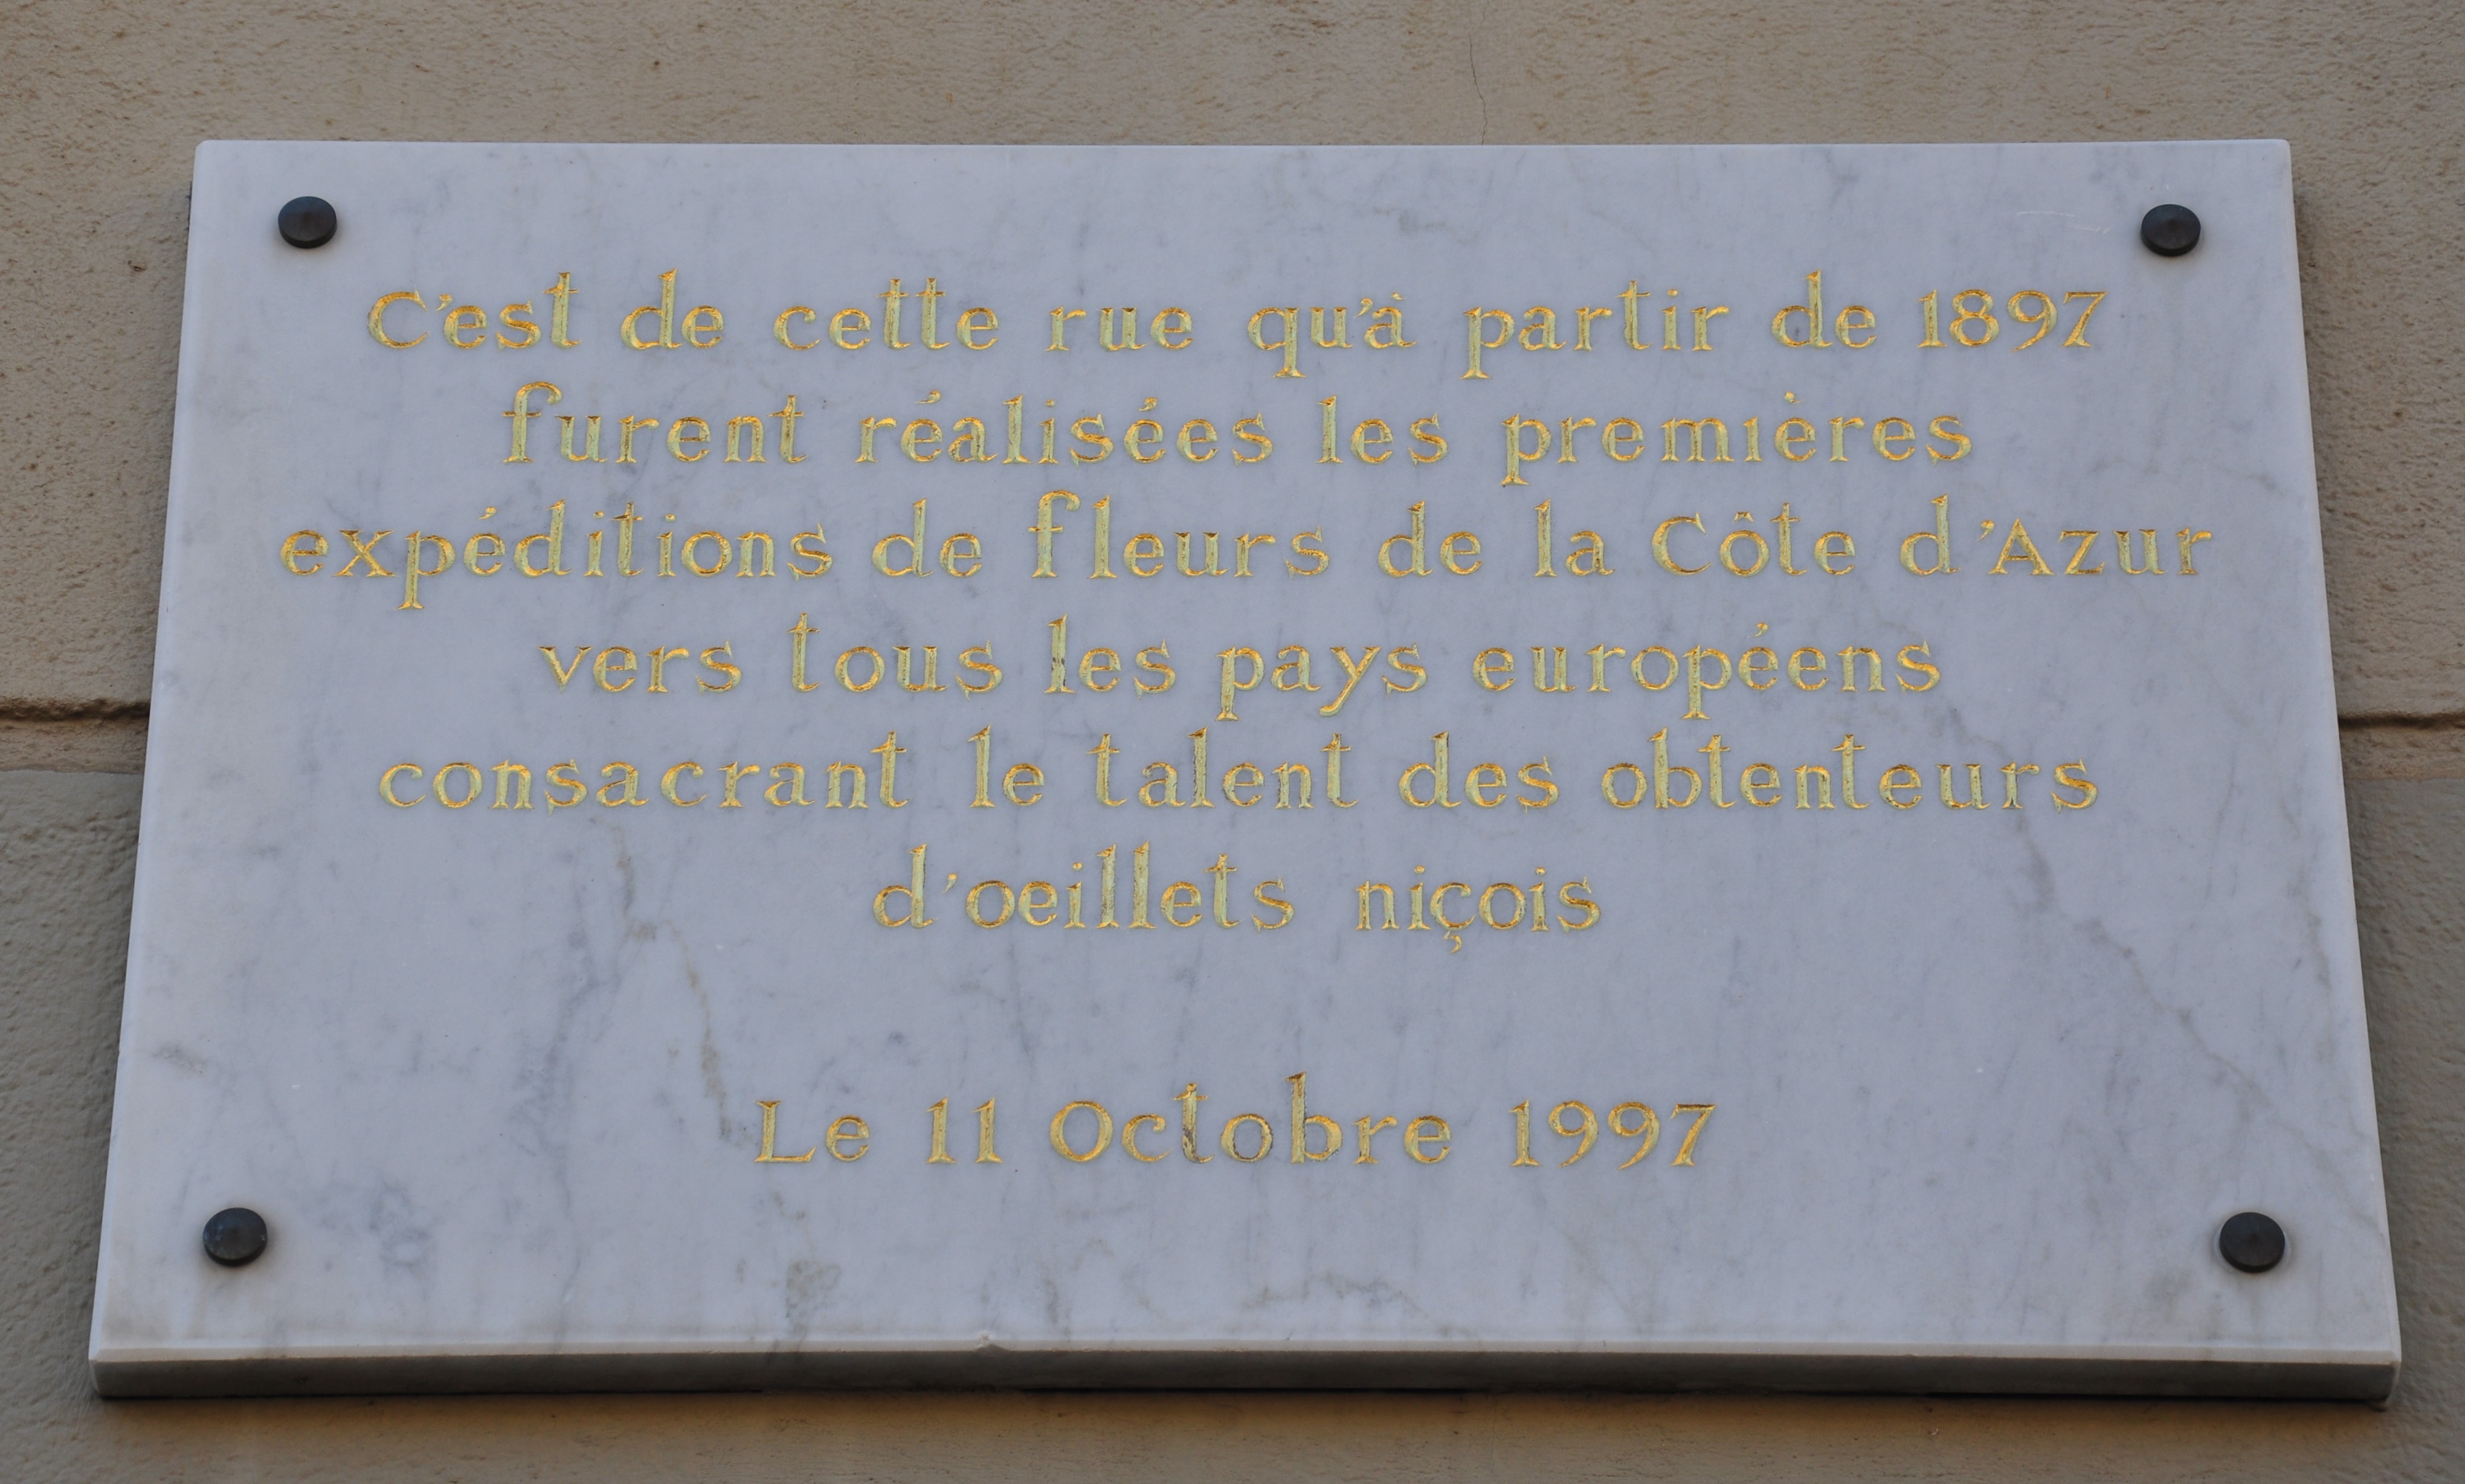 C'est de cette rue qu'à partir de 1897
furent réalisées les premières
expéditions de fleurs de la Côte d'Azur
vers tous les pays européens
consacrant le talent des obtenteurs
d'œillets niçois
Le 11 Octobre 1997